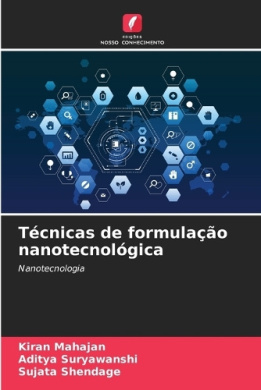 edições
NOSSO CONHECIMENTO
Técnicas de formulação
nanotecnológica
Nanotecnologia
Kiran Mahajan
Aditya Suryawanshi
Sujata Shendage